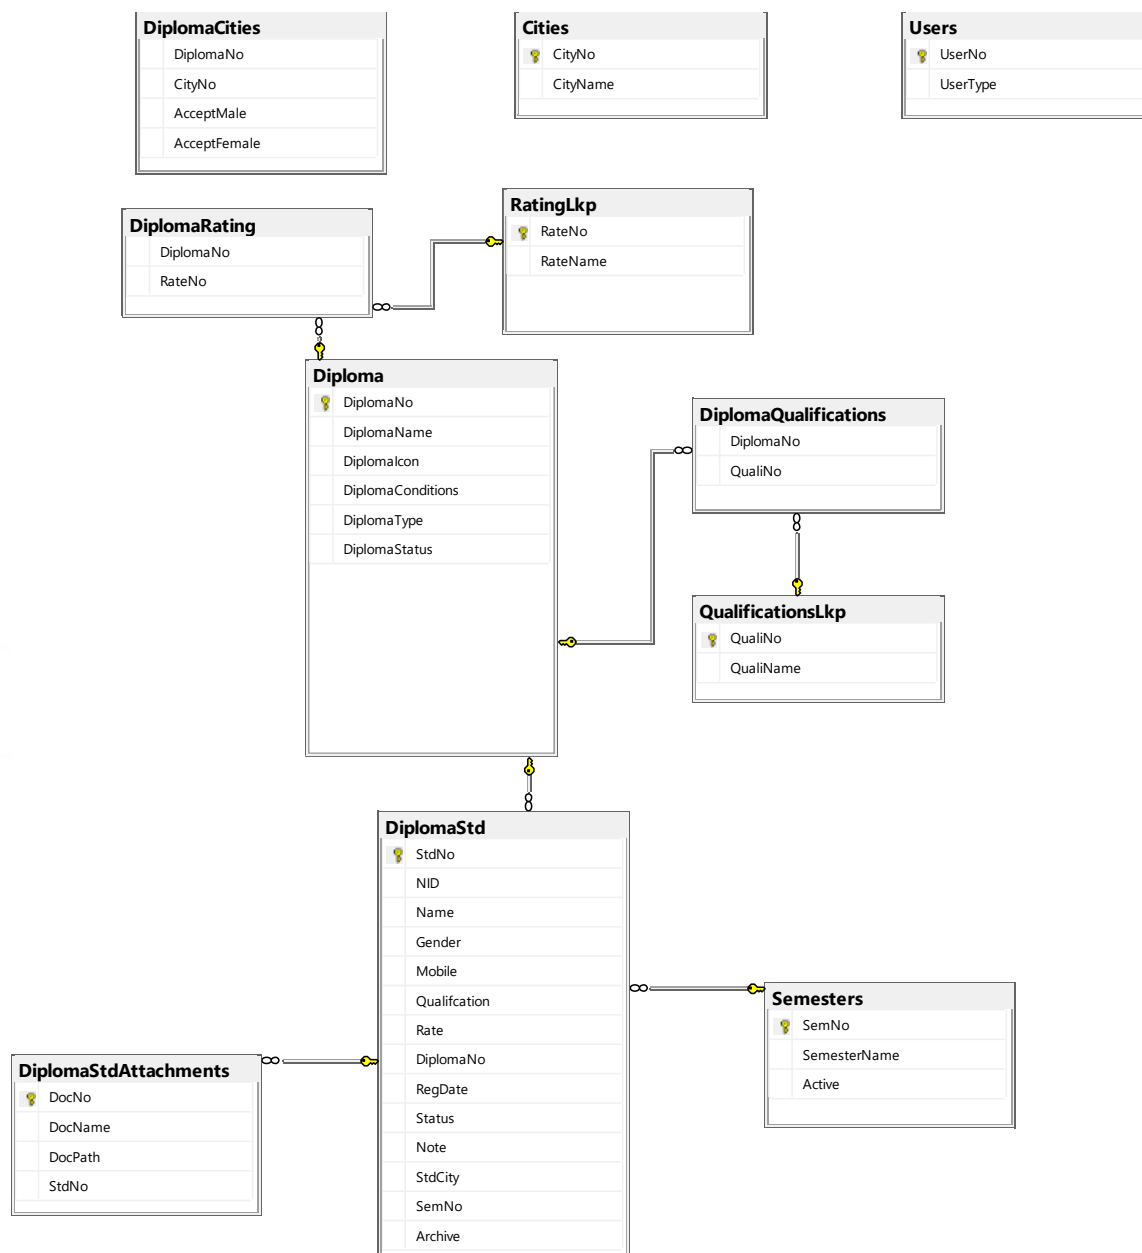 DiplomaCities
DiplomaNo
CityNo
AcceptMale
AcceptFemale
Cities
CityNo
CityName
Users
UserNo
UserType
DiplomaRating
DiplomaNo
RateNo
RatingLkp
RateNo
RateName
Diploma
DiplomaNo
DiplomaName
DiplomaIcon
DiplomaConditions
DiplomaType
DiplomaStatus
DiplomaQualifications
DiplomaNo
QualiNo
QualificationsLkp
QualiNo
QualiName
DiplomaStd
StdNo
NID
Name
Gender
Mobile
Qualifcation
Rate
DiplomaNo
RegDate
Status
Note
StdCity
SemNo
Archive
Semesters
SemNo
SemesterName
Active
DiplomaStdAttachments
DocNo
DocName
DocPath
StdNo